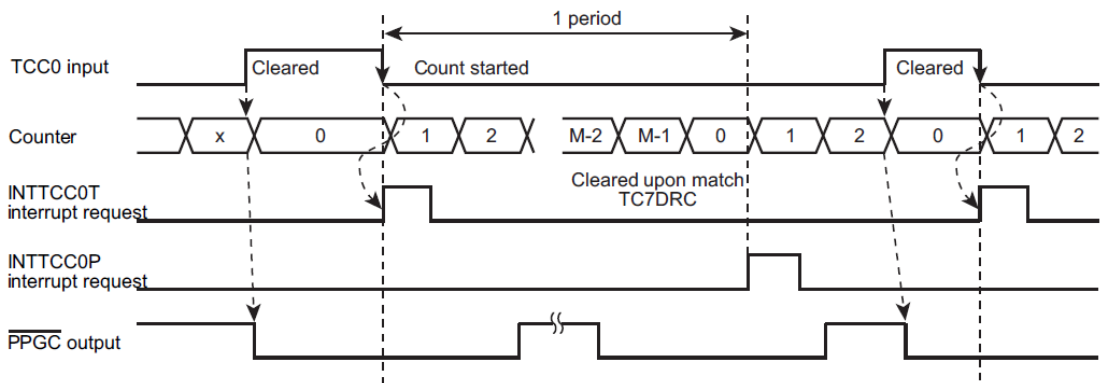 1 period
TCC0 input
Cleared
Count started
Cleared
Counter
x 0 1 2 M-2 M-1 0 1 2 0 1 2
INTTCC0T
interrupt request
Cleared upon match
TC7DRC
INTTCC0P
interrupt request
PPGC output